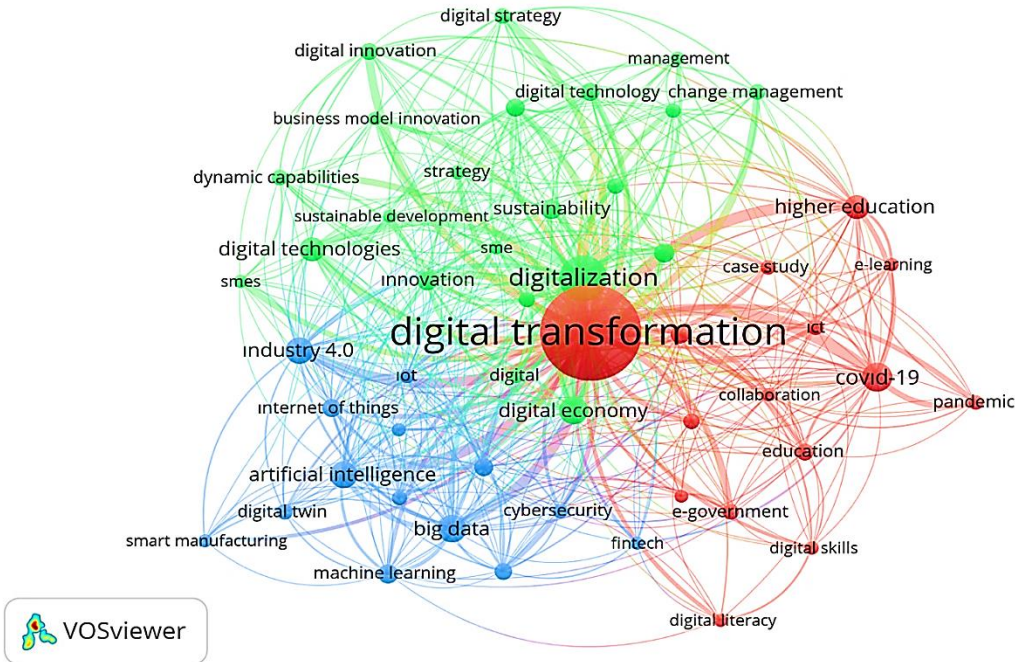 digital strategy
digital innovation
management
digital technology
change management
business model innovation
strategy
dynamic capabilities
higher education
sustainable development
sustainability
digital technologies
sme
case study
e-learning
smes
innovation
digitalization
digital transformation
ict
industry 4.0
iot
digital
covid-19
collaboration
pandemic
internet of things
digital economy
education
artificial intelligence
digital twin
cybersecurity
e-government
big data
smart manufacturing
fintech
digital skills
machine learning
digital literacy
VOSviewer